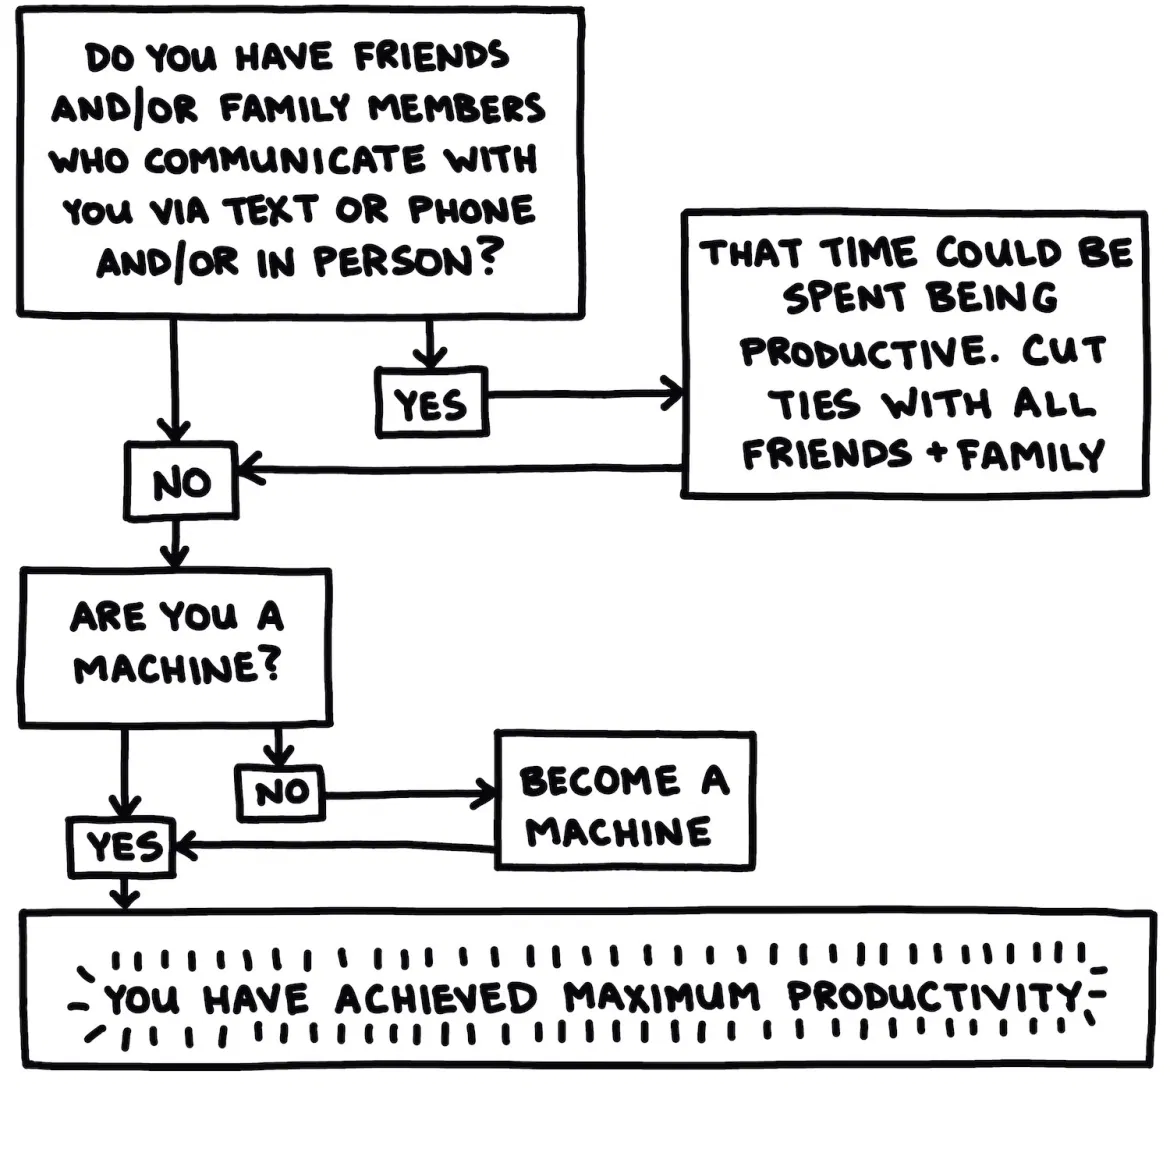 DO YOU HAVE FRIENDS
AND/OR FAMILY MEMBERS
WHO COMMUNICATE WITH
YOU VIA TEXT OR PHONE
AND/OR IN PERSON?
THAT TIME COULD BE
SPENT BEING
PRODUCTIVE. CUT
TIES WITH ALL
FRIENDS + FAMILY
YES
NO
ARE YOU A
MACHINE?
NO
BECOME A
MACHINE
YES
YOU HAVE ACHIEVED MAXIMUM PRODUCTIVITY